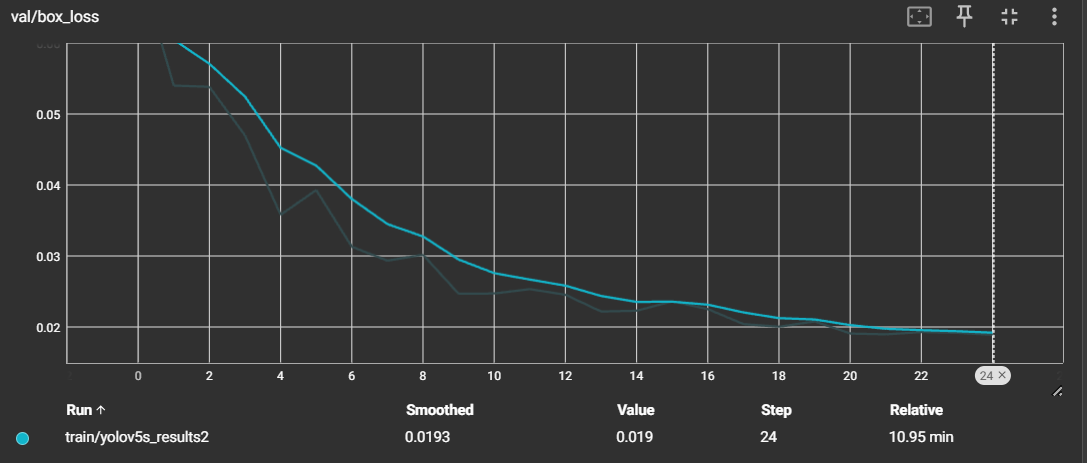 val/box_loss
0.05
0.04
0.03
0.02
0 2 4 6 8 10 12 14 16 18 20 22 24 ×
Run ↑ Smoothed Value Step Relative
train/yolov5s_results2 0.0193 0.019 24 10.95 min